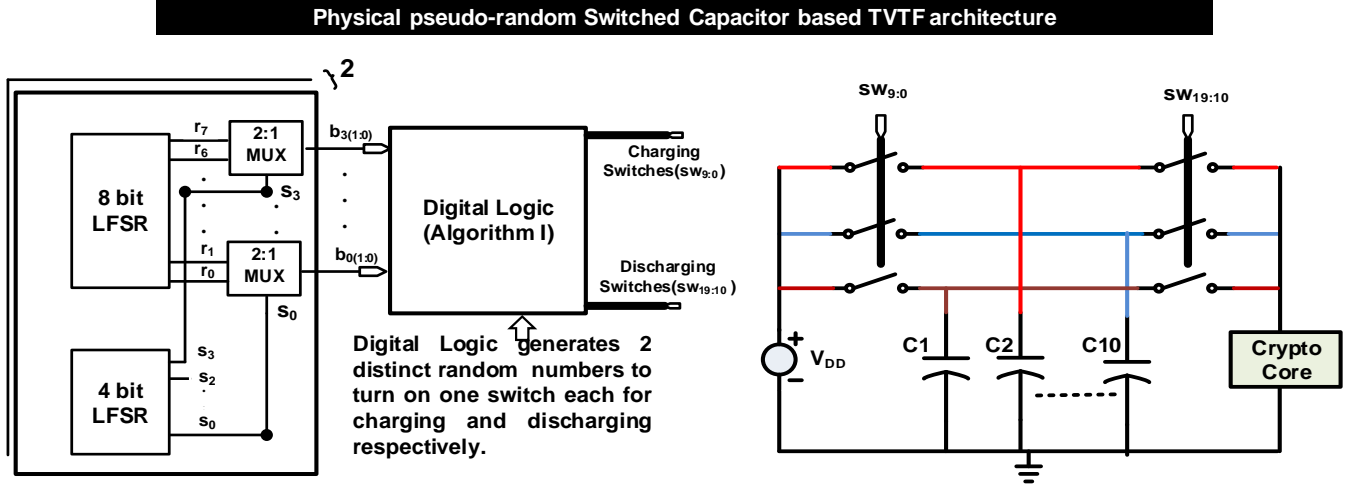 Physical pseudo-random Switched Capacitor based TVTF architecture
2
8 bit
LFSR
r7
r6
2:1
MUX
s3
r1
r0
2:1
MUX
s0
4 bit
LFSR
s3
s2
s0
b3(1:0)
b0(1:0)
Digital Logic
(Algorithm I)
Charging
Switches(sw9:0)
Discharging
Switches(sw19:10)
Digital Logic generates 2
distinct random numbers to
turn on one switch each for
charging and discharging
respectively.
sw9:0
sw19:10
+
−
VDD
C1
C2
C10
Crypto
Core